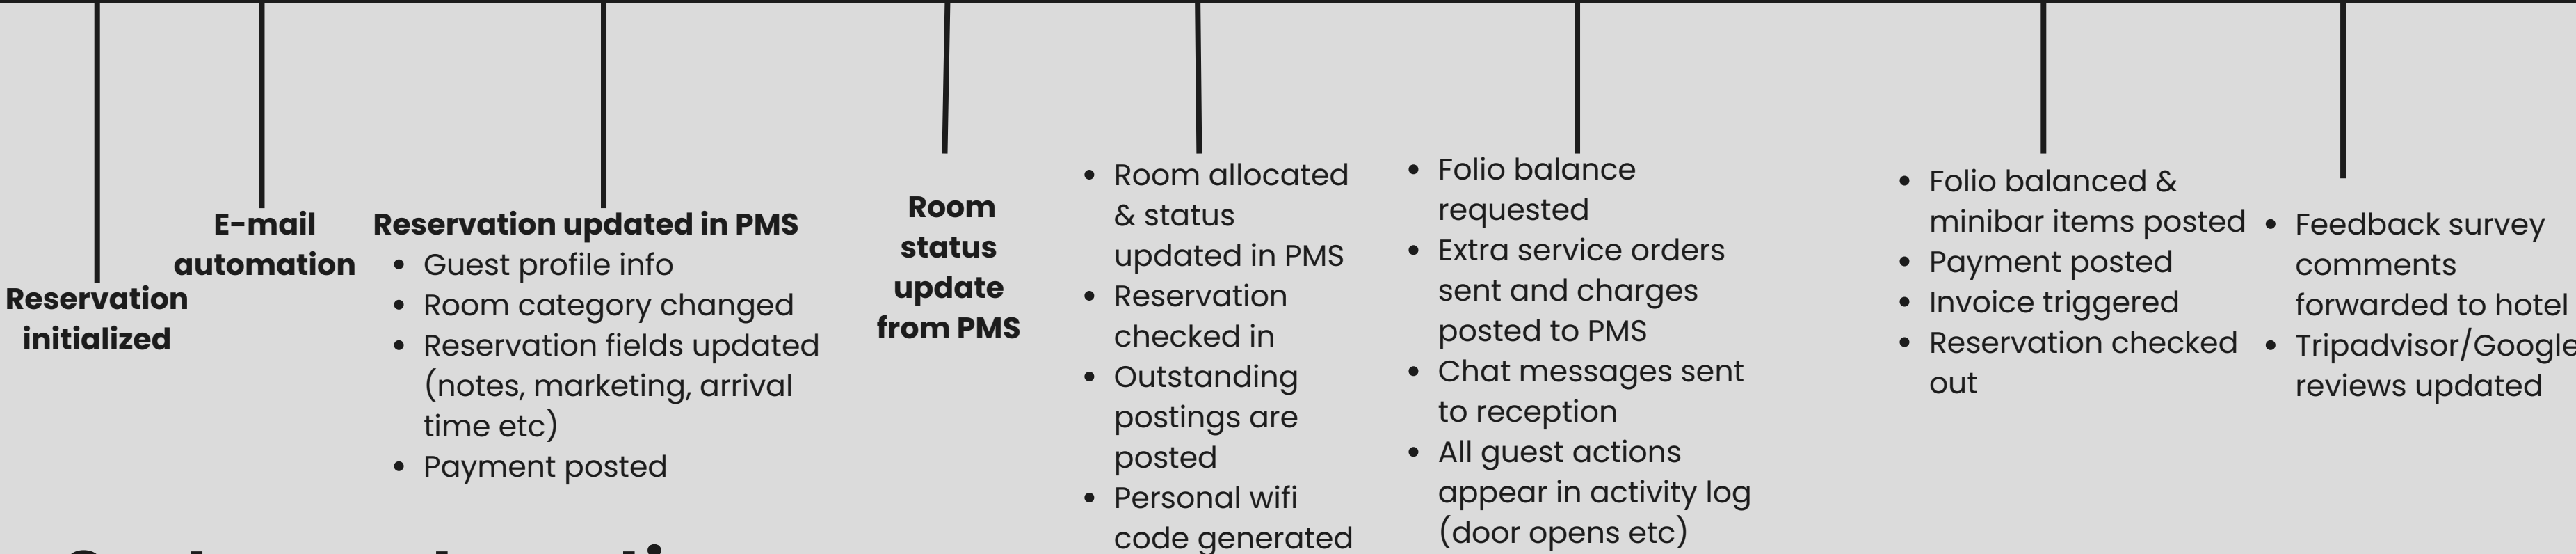 Reservation
initialized
E-mail
automation
Reservation updated in PMS
• Guest profile info
• Room category changed
• Reservation fields updated
(notes, marketing, arrival
time etc)
• Payment posted
Room
status
update
from PMS
• Room allocated
& status
updated in PMS
• Reservation
checked in
• Outstanding
postings are
posted
• Personal wifi
code generated
• Folio balance
requested
• Extra service orders
sent and charges
posted to PMS
• Chat messages sent
to reception
• All guest actions
appear in activity log
(door opens etc)
• Folio balanced &
minibar items posted
• Payment posted
• Invoice triggered
• Reservation checked
out
• Feedback survey
comments
forwarded to hotel
• Tripadvisor/Google
reviews updated